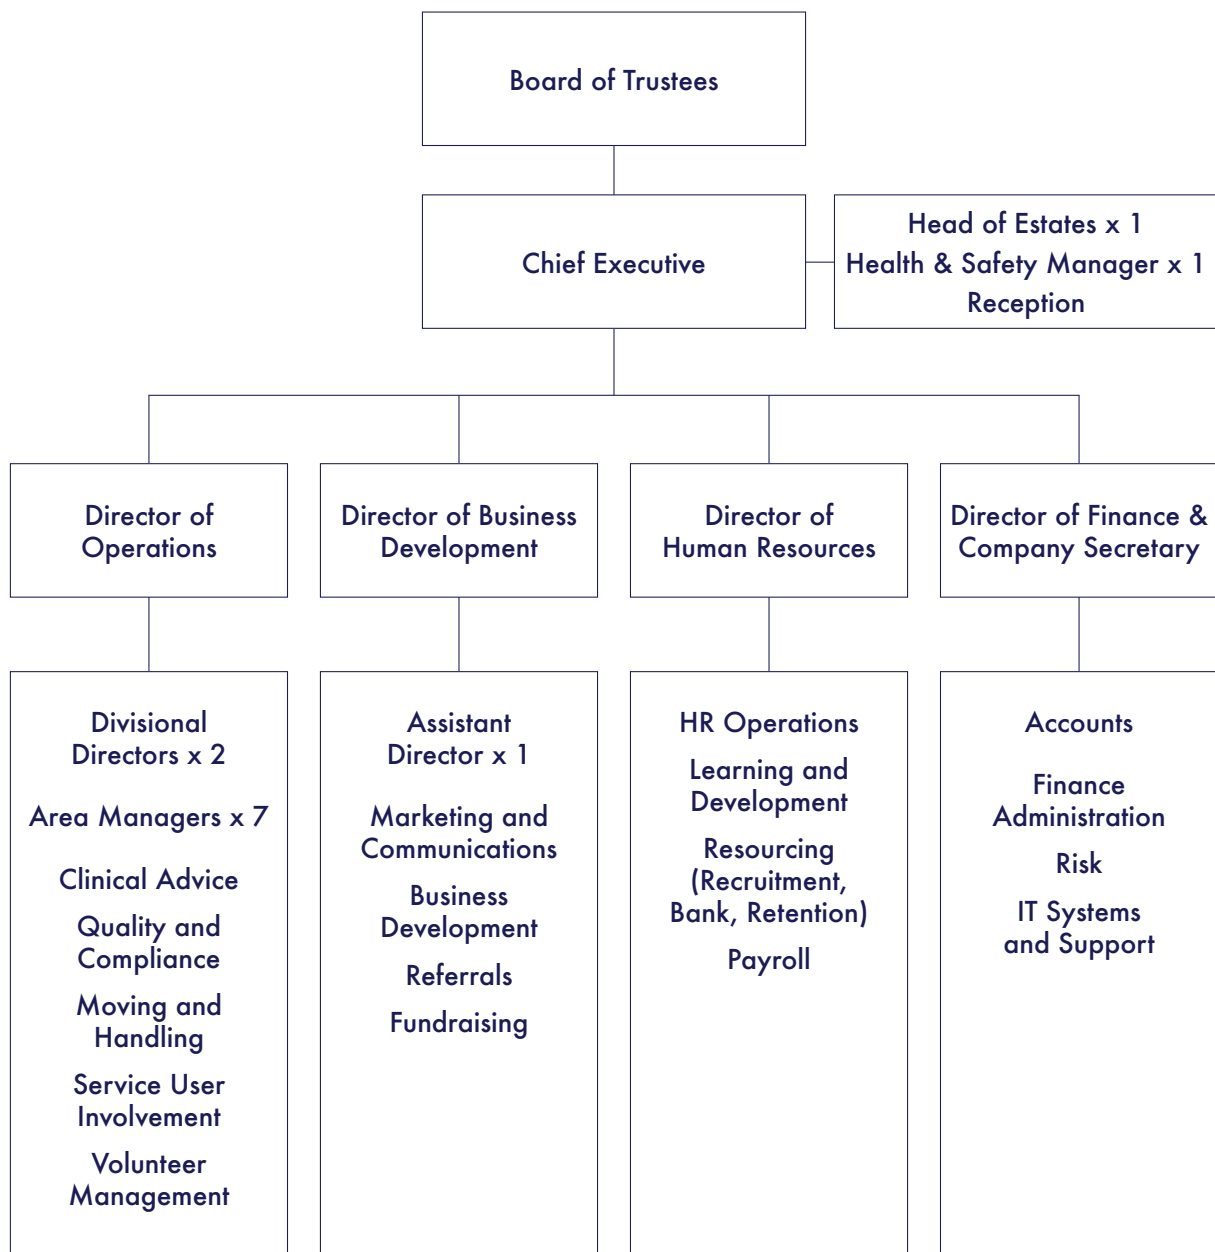 Board of Trustees
Chief Executive
Head of Estates x 1
Health & Safety Manager x 1
Reception
Director of
Operations
Director of Business
Development
Director of
Human Resources
Director of Finance &
Company Secretary
Divisional
Directors x 2
Area Managers x 7
Clinical Advice
Quality and
Compliance
Moving and
Handling
Service User
Involvement
Volunteer
Management
Assistant
Director x 1
Marketing and
Communications
Business
Development
Referrals
Fundraising
HR Operations
Learning and
Development
Resourcing
(Recruitment,
Bank, Retention)
Payroll
Accounts
Finance
Administration
Risk
IT Systems
and Support